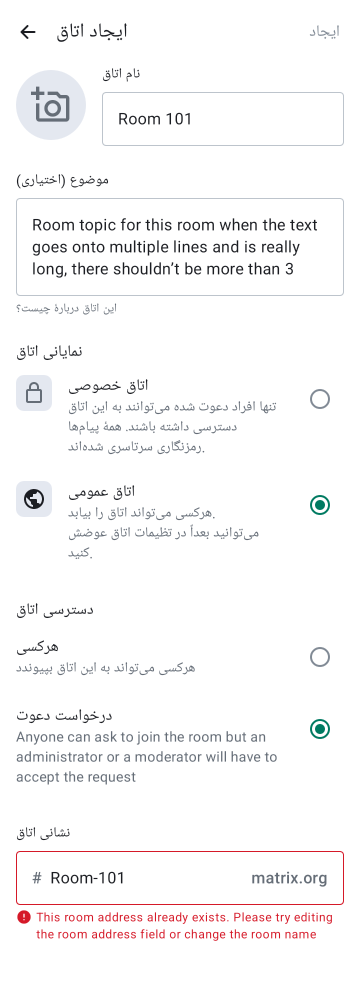 ایجاد اتاق
ایجاد
نام اتاق
Room 101
موضوع (اختیاری)
Room topic for this room when the text
goes onto multiple lines and is really
long, there shouldn't be more than 3
این اتاق دربارهٔ چیست؟
نمایانی اتاق
اتاق خصوصی
تنها افراد دعوت شده می‌توانند به این اتاق
دسترسی داشته باشند. همهٔ پیام‌ها
رمزنگاری سرتاسری شده‌اند.
اتاق عمومی
هرکسی می‌تواند اتاق را بیابد.
می‌توانید بعداً در تظیمات اتاق عوضش
کنید.
دسترسی اتاق
هرکسی
هرکسی می‌تواند به این اتاق بپیوندد
درخواست دعوت
Anyone can ask to join the room but an
administrator or a moderator will have to
accept the request
نشانی اتاق
# Room-101 matrix.org
This room address already exists. Please try editing
the room address field or change the room name